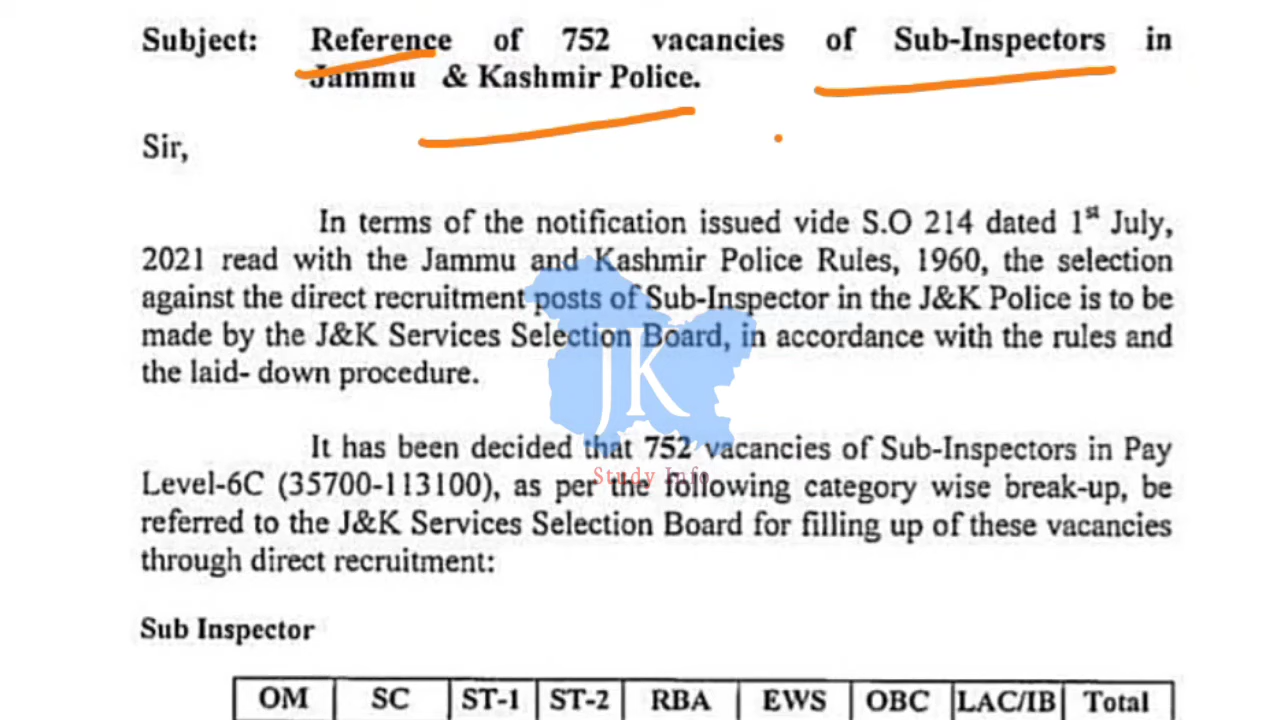 Subject: Reference of 752 vacancies of Sub-Inspectors in
Jammu & Kashmir Police.
Sir,
In terms of the notification issued vide S.O 214 dated 1st July,
2021 read with the Jammu and Kashmir Police Rules, 1960, the selection
against the direct recruitment posts of Sub-Inspector in the J&K Police is to be
made by the J&K Services Selection Board, in accordance with the rules and
the laid- down procedure.
JK
Study Info
It has been decided that 752 vacancies of Sub-Inspectors in Pay
Level-6C (35700-113100), as per the following category wise break-up, be
referred to the J&K Services Selection Board for filling up of these vacancies
through direct recruitment:
Sub Inspector
OM SC ST-1 ST-2 RBA EWS OBC LAC/IB Total